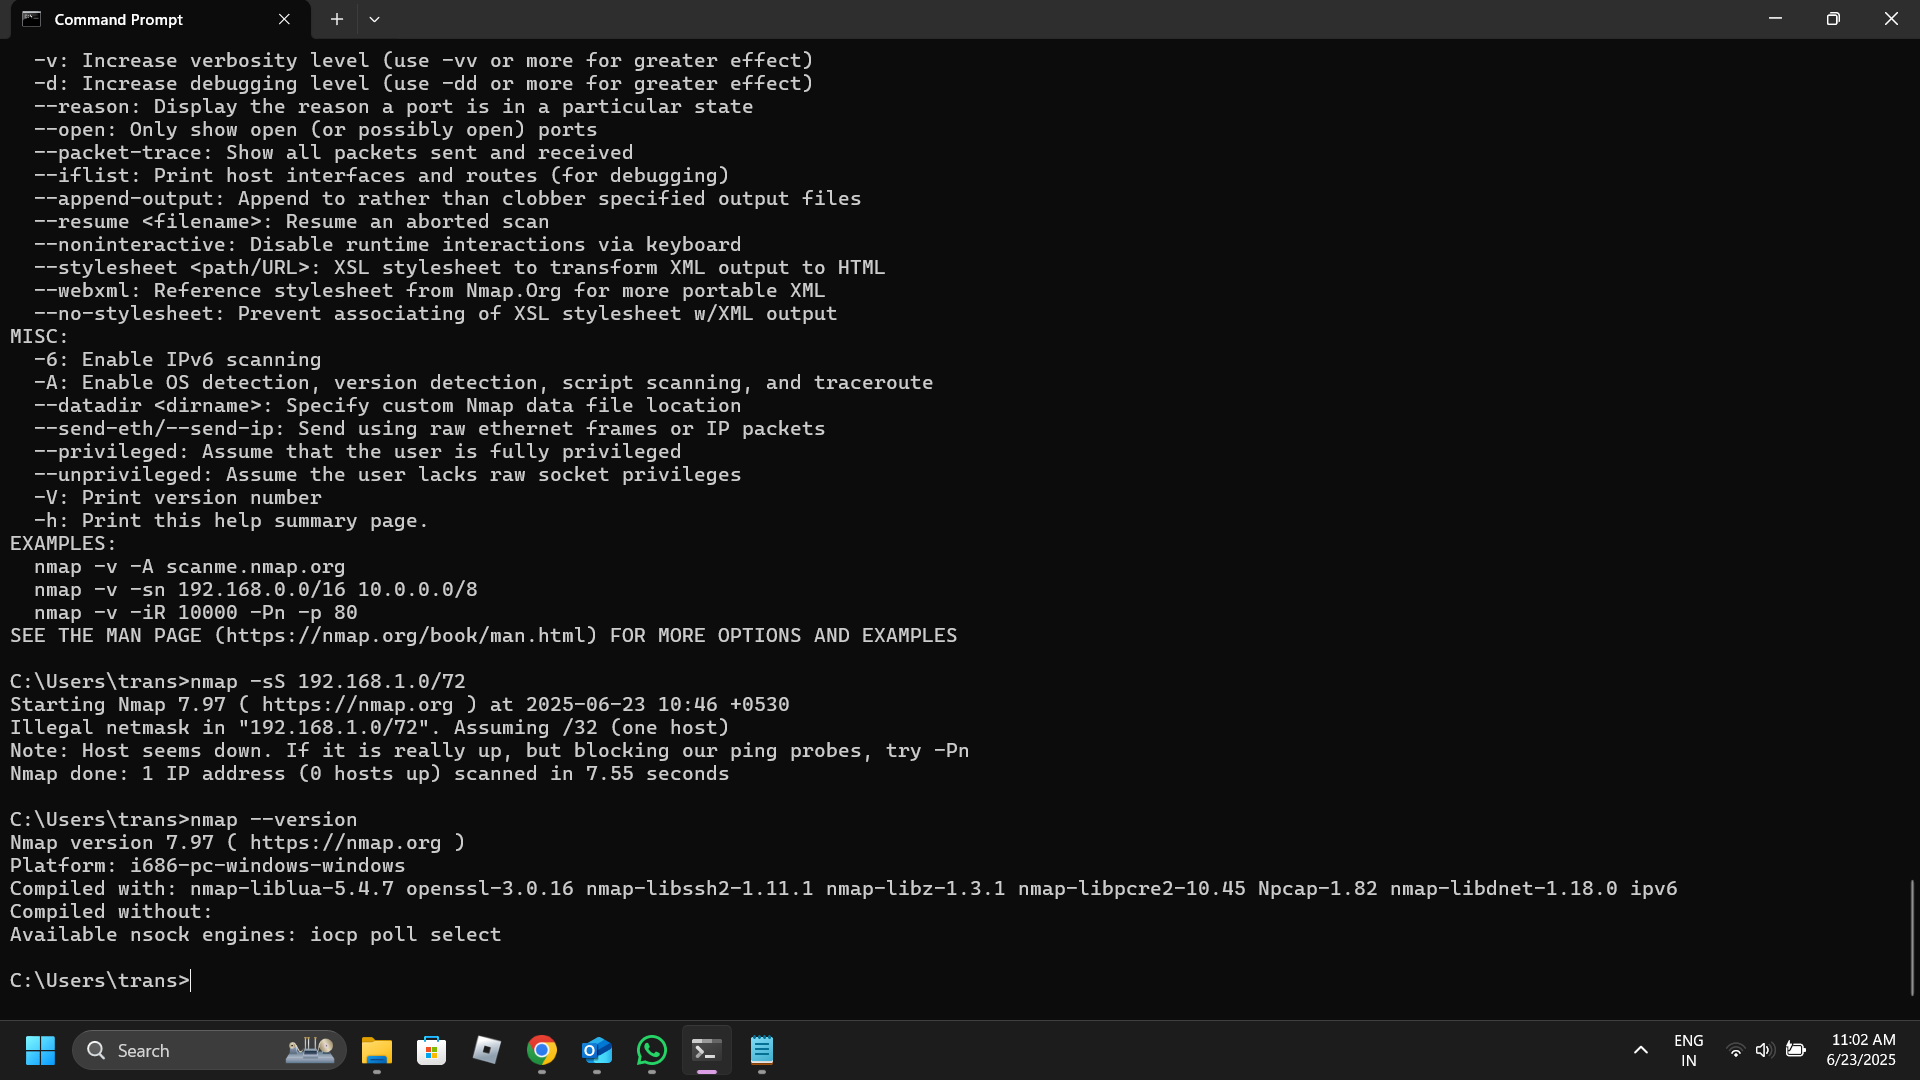 Command Prompt
  -v: Increase verbosity level (use -vv or more for greater effect)
  -d: Increase debugging level (use -dd or more for greater effect)
  --reason: Display the reason a port is in a particular state
  --open: Only show open (or possibly open) ports
  --packet-trace: Show all packets sent and received
  --iflist: Print host interfaces and routes (for debugging)
  --append-output: Append to rather than clobber specified output files
  --resume <filename>: Resume an aborted scan
  --noninteractive: Disable runtime interactions via keyboard
  --stylesheet <path/URL>: XSL stylesheet to transform XML output to HTML
  --webxml: Reference stylesheet from Nmap.Org for more portable XML
  --no-stylesheet: Prevent associating of XSL stylesheet w/XML output
MISC:
  -6: Enable IPv6 scanning
  -A: Enable OS detection, version detection, script scanning, and traceroute
  --datadir <dirname>: Specify custom Nmap data file location
  --send-eth/--send-ip: Send using raw ethernet frames or IP packets
  --privileged: Assume that the user is fully privileged
  --unprivileged: Assume the user lacks raw socket privileges
  -V: Print version number
  -h: Print this help summary page.
EXAMPLES:
  nmap -v -A scanme.nmap.org
  nmap -v -sn 192.168.0.0/16 10.0.0.0/8
  nmap -v -iR 10000 -Pn -p 80
SEE THE MAN PAGE (https://nmap.org/book/man.html) FOR MORE OPTIONS AND EXAMPLES

C:\Users\trans>nmap -sS 192.168.1.0/72
Starting Nmap 7.97 ( https://nmap.org ) at 2025-06-23 10:46 +0530
Illegal netmask in "192.168.1.0/72". Assuming /32 (one host)
Note: Host seems down. If it is really up, but blocking our ping probes, try -Pn
Nmap done: 1 IP address (0 hosts up) scanned in 7.55 seconds

C:\Users\trans>nmap --version
Nmap version 7.97 ( https://nmap.org )
Platform: i686-pc-windows-windows
Compiled with: nmap-liblua-5.4.7 openssl-3.0.16 nmap-libssh2-1.11.1 nmap-libz-1.3.1 nmap-libpcre2-10.45 Npcap-1.82 nmap-libdnet-1.18.0 ipv6
Compiled without:
Available nsock engines: iocp poll select

C:\Users\trans>
Search
ENG
IN
11:02 AM
6/23/2025